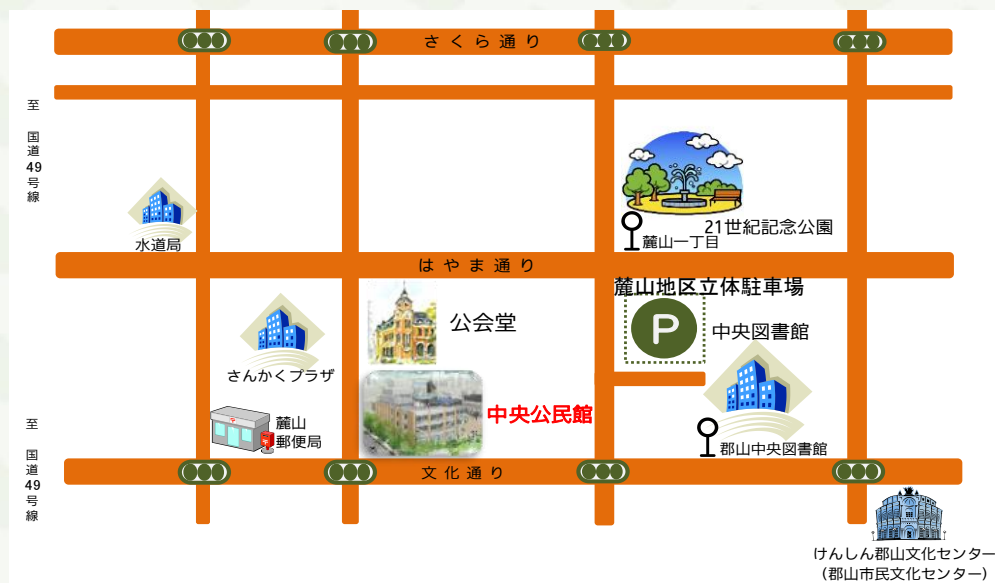 さくら通り
至 国道49号線
21世紀記念公園
麓山一丁目
水道局
はやま通り
麓山地区立体駐車場
P
公会堂
中央図書館
さんかくプラザ
中央公民館
麓山
郵便局
郡山中央図書館
至 国道49号線
文化通り
けんしん郡山文化センター
(郡山市民文化センター)